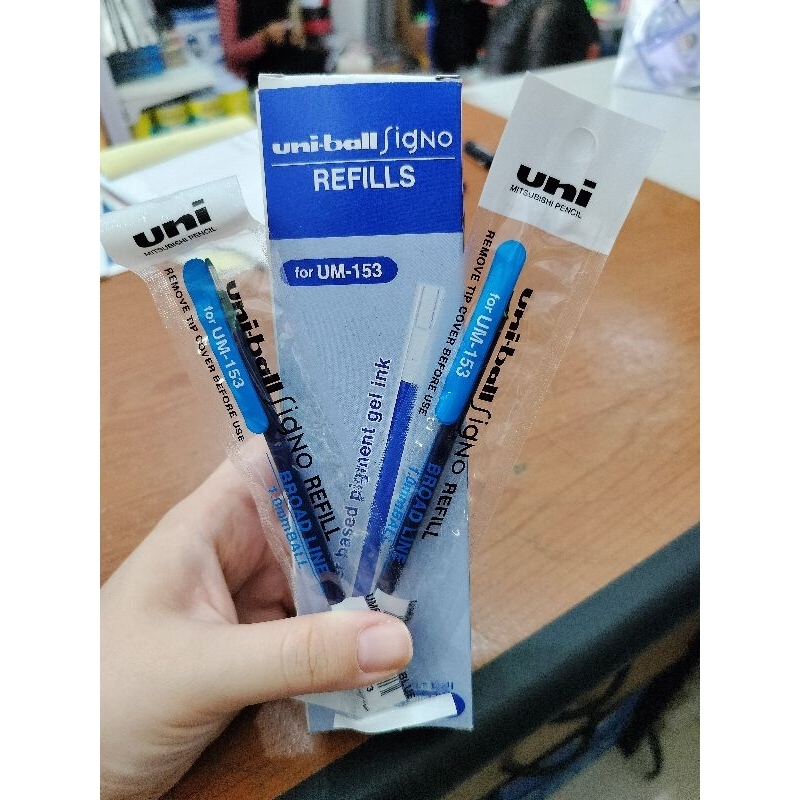 uni-ball Signo
REFILLS
for UM-153
based pigment gel ink
uni
MITSUBISHI PENCIL
REMOVE TIP COVER BEFORE USE
for UM-153
uni-ball Signo REFILL
BROAD LINE
1.0mm BALL
uni
MITSUBISHI PENCIL
REMOVE TIP COVER BEFORE USE
for UM-153
uni-ball Signo REFILL
BROAD LINE
1.0mm BALL
BLUE